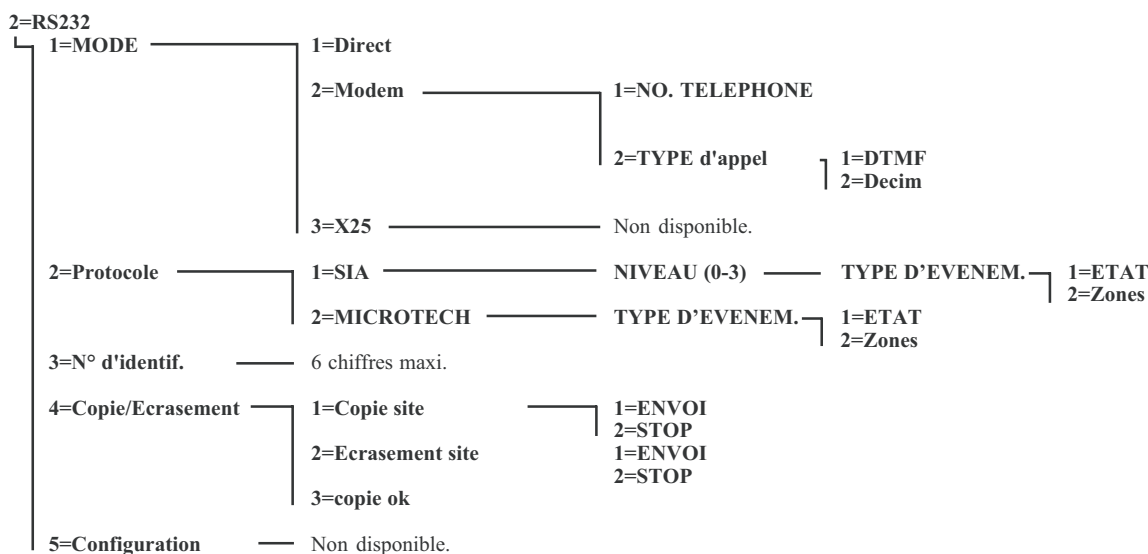 2=RS232
1=MODE 1=Direct
2=Modem 1=NO. TELEPHONE
2=TYPE d'appel 1=DTMF
2=Decim
3=X25 Non disponible.
2=Protocole 1=SIA NIVEAU (0-3) TYPE D’EVENEM. 1=ETAT
2=Zones
2=MICROTECH TYPE D’EVENEM. 1=ETAT
2=Zones
3=N° d'identif. 6 chiffres maxi.
4=Copie/Ecrasement 1=Copie site 1=ENVOI
2=STOP
2=Ecrasement site 1=ENVOI
2=STOP
3=copie ok
5=Configuration Non disponible.